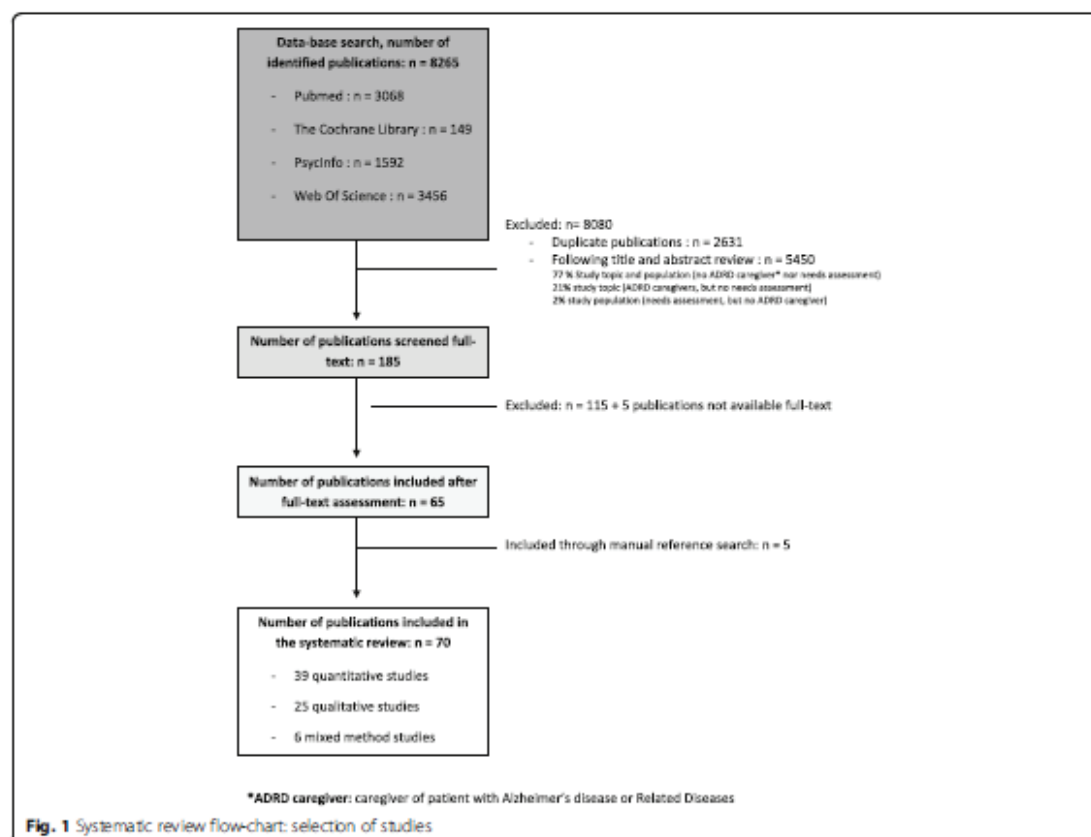 Data-base search, number of
identified publications: n = 8265
- Pubmed : n = 3068
- The Cochrane Library : n = 149
- PsycInfo : n = 1592
- Web Of Science : n = 3456
Excluded: n= 8080
- Duplicate publications : n = 2631
- Following title and abstract review : n = 5450
77 % Study topic and population (no ADRD caregiver* nor needs assessment)
21% study topic (ADRD caregivers, but no needs assessment)
2% study population (needs assessment, but no ADRD caregiver)
Number of publications screened full-
text: n = 185
Excluded: n = 115 + 5 publications not available full-text
Number of publications included after
full-text assessment: n = 65
Included through manual reference search: n = 5
Number of publications included in
the systematic review: n = 70
- 39 quantitative studies
- 25 qualitative studies
- 6 mixed method studies
*ADRD caregiver: caregiver of patient with Alzheimer's disease or Related Diseases
Fig. 1 Systematic review flow-chart: selection of studies